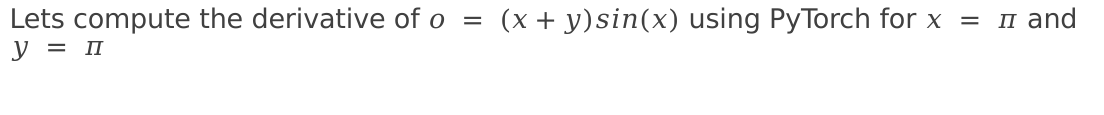 Lets compute the derivative of o = (x + y)sin(x) using PyTorch for x = π and
y = π